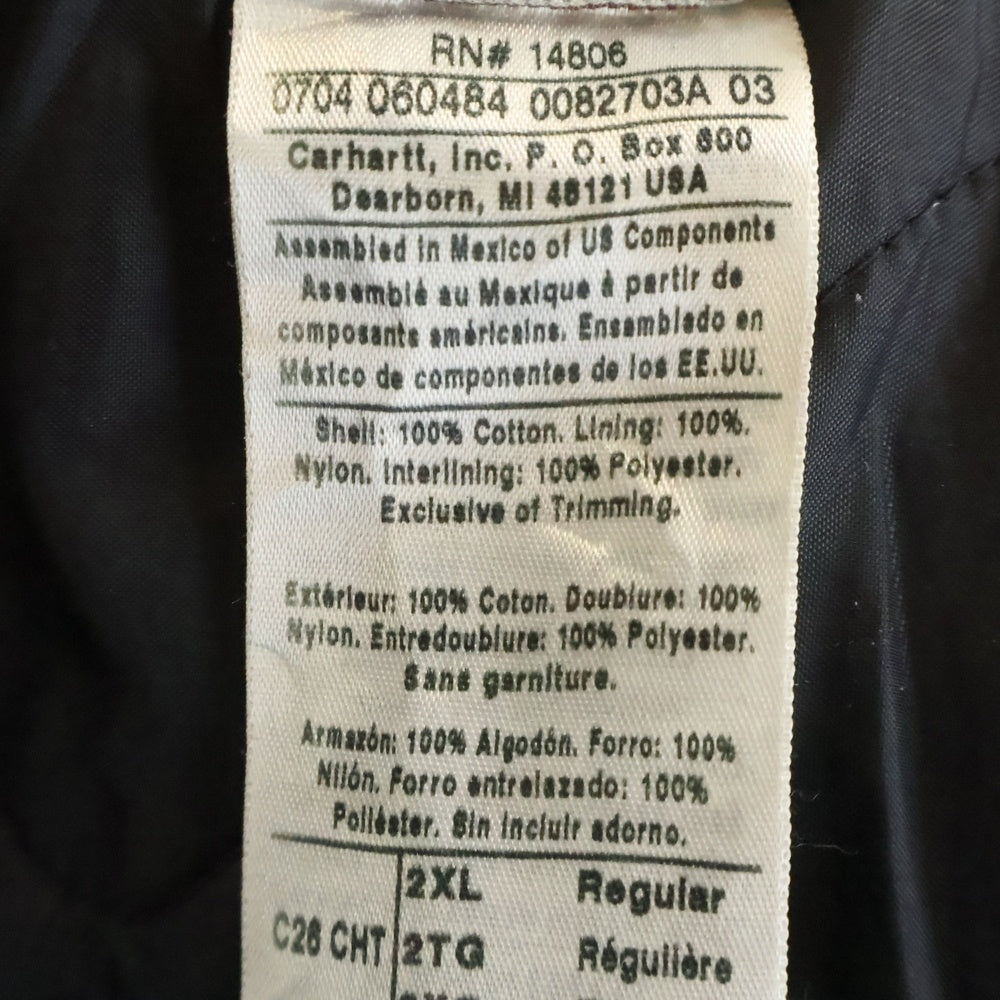 RN# 14806
0704 060484 0082703A 03
Carhartt, Inc. P. O. Box 600
Dearborn, MI 48121 USA
Assembled in Mexico of US Components
Assemblé au Mexique à partir de
composants américains. Ensamblado en
México de componentes de los EE.UU.
Shell: 100% Cotton. Lining: 100%.
Nylon. Interlining: 100% Polyester.
Exclusive of Trimming.
Extérieur: 100% Coton. Doublure: 100%
Nylon. Entredoublure: 100% Polyester.
Sans garniture.
Armazón: 100% Algodón. Forro: 100%
Nilón. Forro entrelazado: 100%
Poliéster. Sin incluir adorno.
2XL Regular
C26 CHT 2TG Régulière